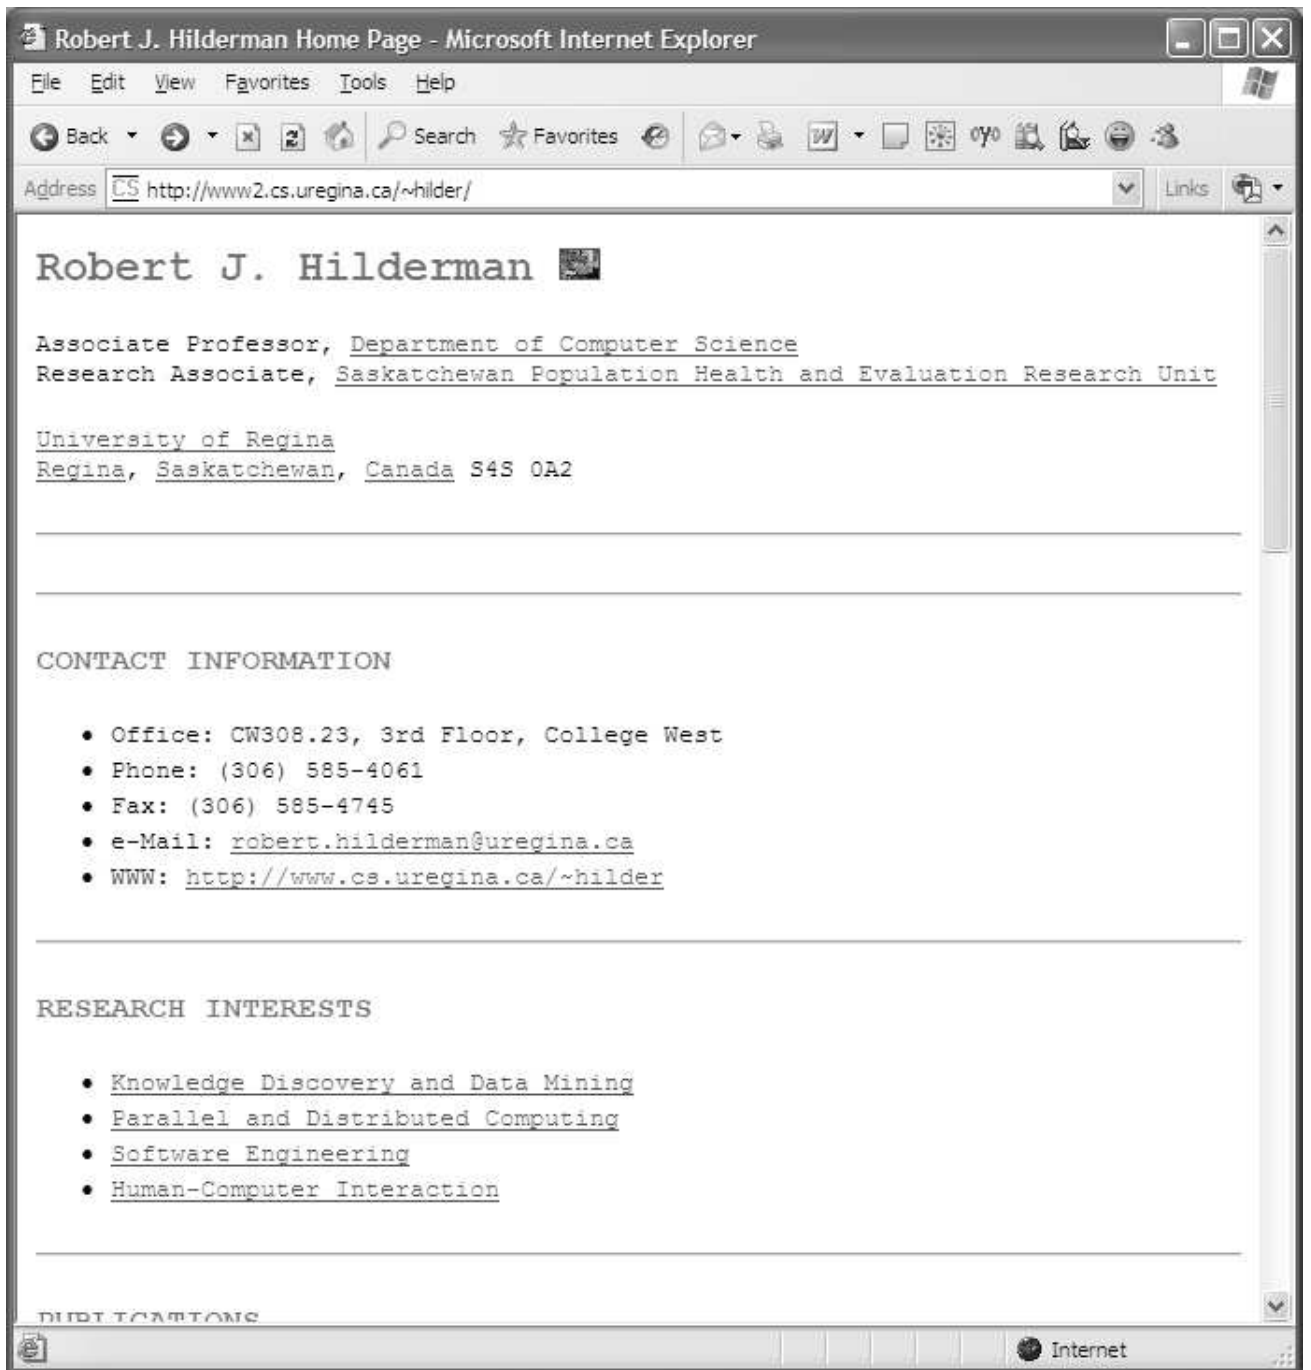 Robert J. Hilderman Home Page - Microsoft Internet Explorer
File Edit View Favorites Tools Help
Back Search Favorites
Address CS http://www2.cs.uregina.ca/~hilder/ Links
Robert J. Hilderman
Associate Professor, Department of Computer Science
Research Associate, Saskatchewan Population Health and Evaluation Research Unit
University of Regina
Regina, Saskatchewan, Canada S4S 0A2
CONTACT INFORMATION
• Office: CW308.23, 3rd Floor, College West
• Phone: (306) 585-4061
• Fax: (306) 585-4745
• e-Mail: robert.hilderman@uregina.ca
• WWW: http://www.cs.uregina.ca/~hilder
RESEARCH INTERESTS
• Knowledge Discovery and Data Mining
• Parallel and Distributed Computing
• Software Engineering
• Human-Computer Interaction
PUBLICATIONS
Internet